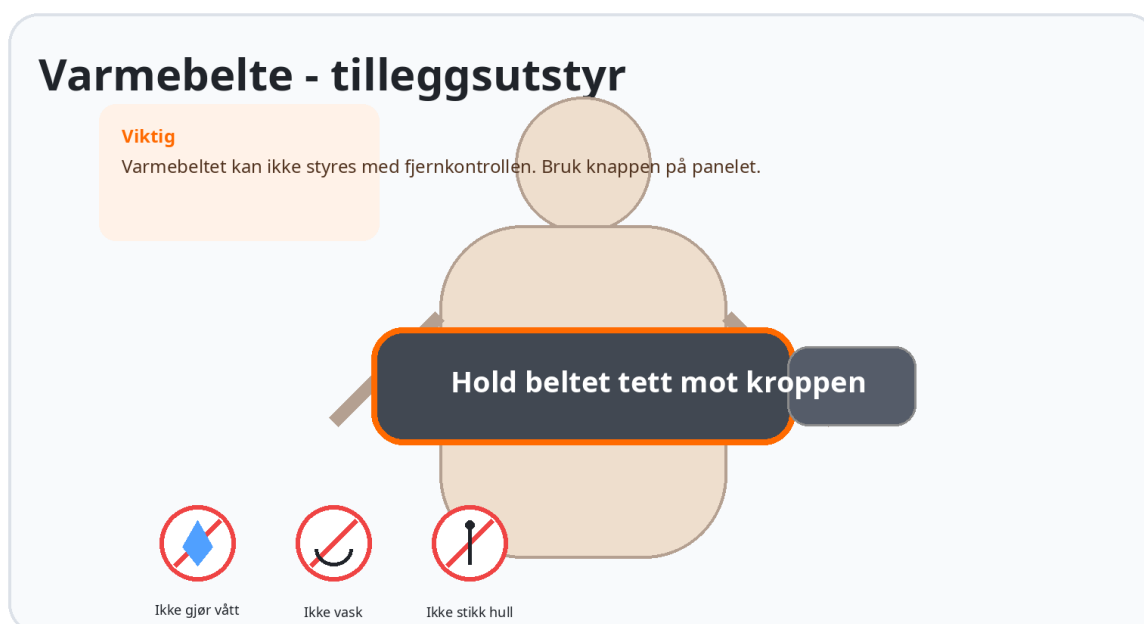 Varmebelte - tilleggsutstyr
Viktig
Varmebeltet kan ikke styres med fjernkontrollen. Bruk knappen på panelet.
Hold beltet tett mot kroppen
Ikke gjør vått
Ikke vask
Ikke stikk hull